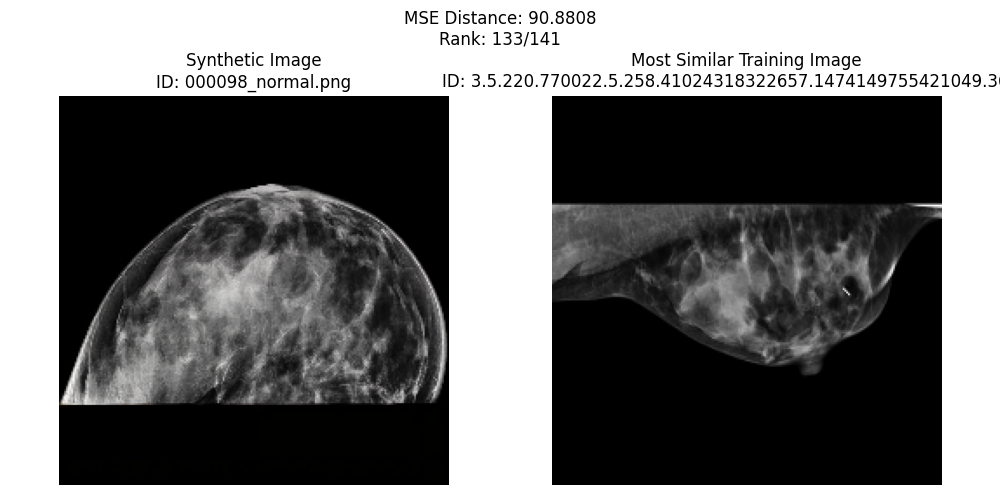 MSE Distance: 90.8808
Rank: 133/141
Synthetic Image
ID: 000098_normal.png
Most Similar Training Image
ID: 3.5.220.770022.5.258.41024318322657.1474149755421049.3